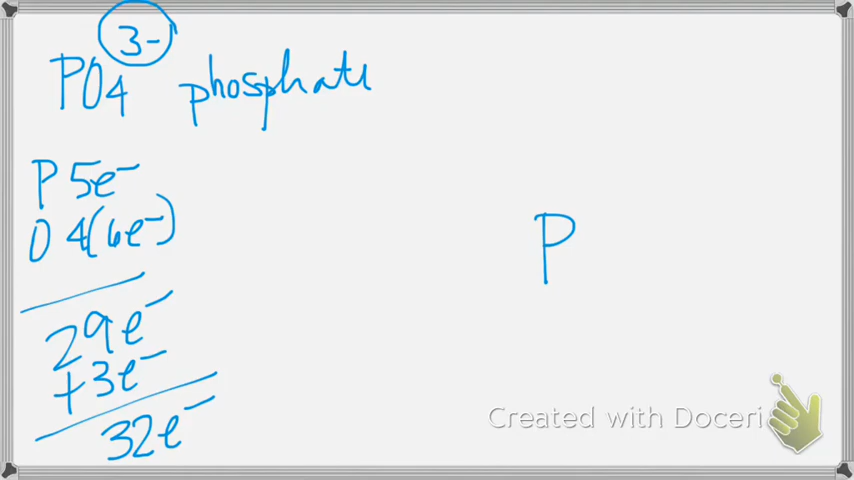 PO4 3- phosphate
P 5e-
O 4(6e-)
29e-
+3e-
32e-
P
Created with Doceri